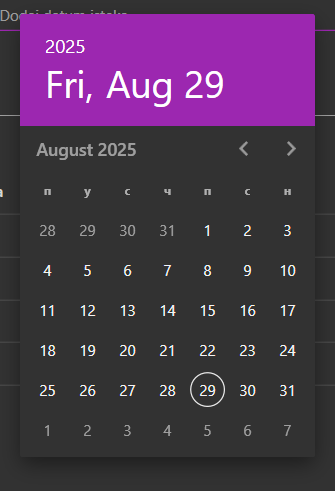 Dodaj datum isteka
2025
Fri, Aug 29
August 2025
п у с ч п с н
28 29 30 31 1 2 3
4 5 6 7 8 9 10
11 12 13 14 15 16 17
18 19 20 21 22 23 24
25 26 27 28 29 30 31
1 2 3 4 5 6 7